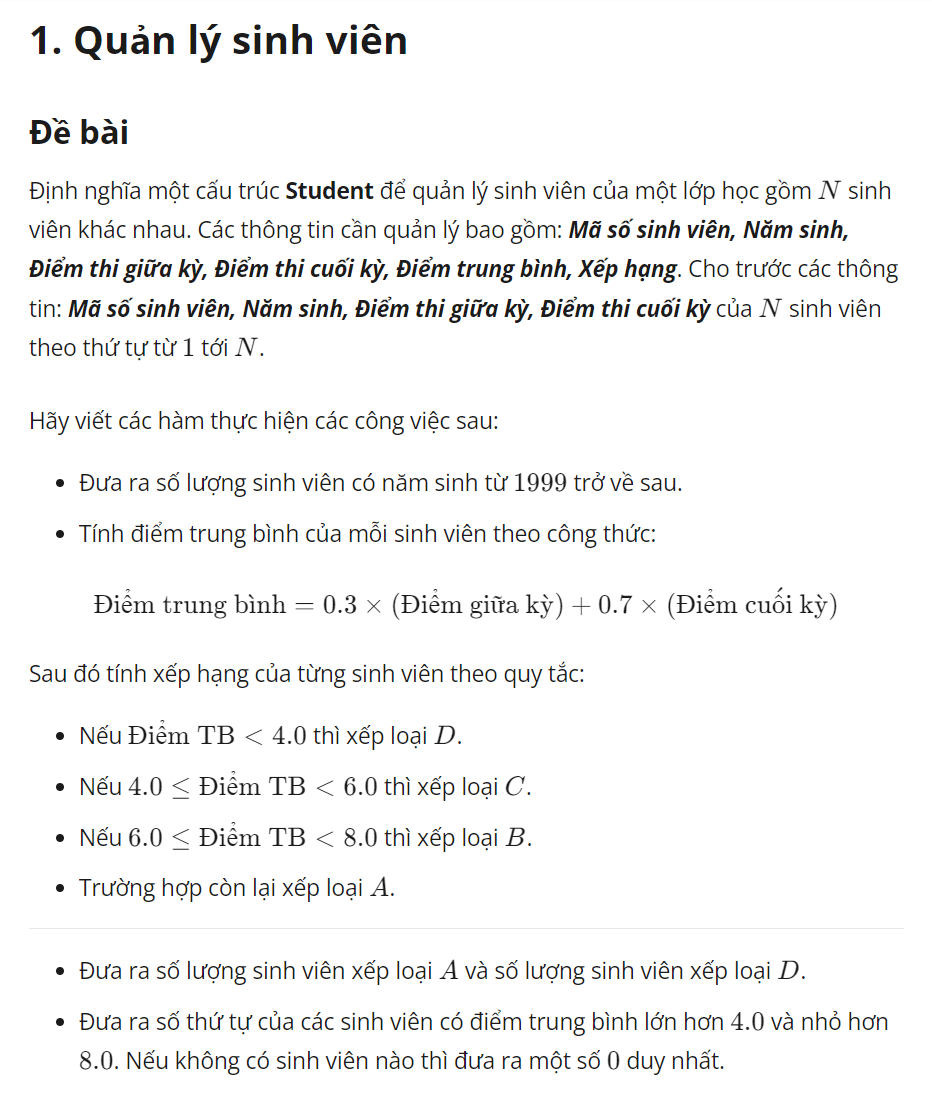 1. Quản lý sinh viên
Đề bài
Định nghĩa một cấu trúc Student để quản lý sinh viên của một lớp học gồm N sinh
viên khác nhau. Các thông tin cần quản lý bao gồm: Mã số sinh viên, Năm sinh,
Điểm thi giữa kỳ, Điểm thi cuối kỳ, Điểm trung bình, Xếp hạng. Cho trước các thông
tin: Mã số sinh viên, Năm sinh, Điểm thi giữa kỳ, Điểm thi cuối kỳ của N sinh viên
theo thứ tự từ 1 tới N.
Hãy viết các hàm thực hiện các công việc sau:
• Đưa ra số lượng sinh viên có năm sinh từ 1999 trở về sau.
• Tính điểm trung bình của mỗi sinh viên theo công thức:
Điểm trung bình = 0.3 × (Điểm giữa kỳ) + 0.7 × (Điểm cuối kỳ)
Sau đó tính xếp hạng của từng sinh viên theo quy tắc:
• Nếu Điểm TB < 4.0 thì xếp loại D.
• Nếu 4.0 ≤ Điểm TB < 6.0 thì xếp loại C.
• Nếu 6.0 ≤ Điểm TB < 8.0 thì xếp loại B.
• Trường hợp còn lại xếp loại A.
• Đưa ra số lượng sinh viên xếp loại A và số lượng sinh viên xếp loại D.
• Đưa ra số thứ tự của các sinh viên có điểm trung bình lớn hơn 4.0 và nhỏ hơn
8.0. Nếu không có sinh viên nào thì đưa ra một số 0 duy nhất.